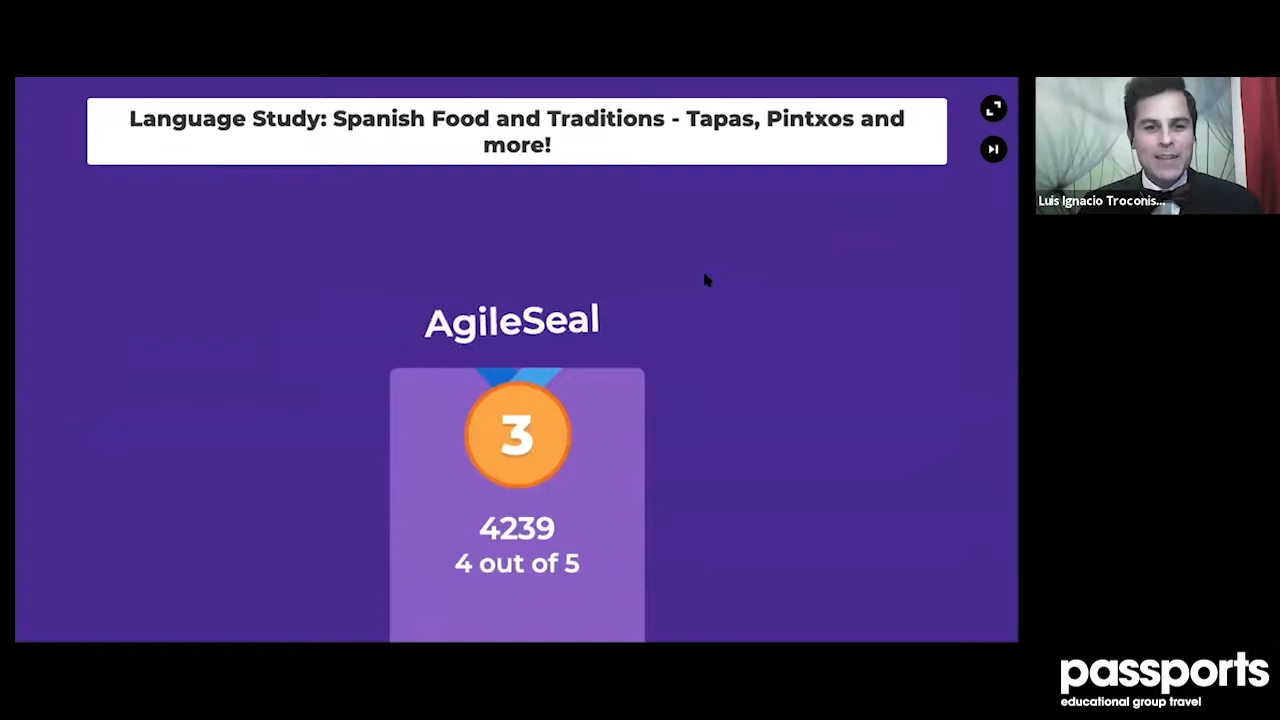 Language Study: Spanish Food and Traditions - Tapas, Pintxos and
more!
Luis Ignacio Troconis...
AgileSeal
3
4239
4 out of 5
passports
educational group travel